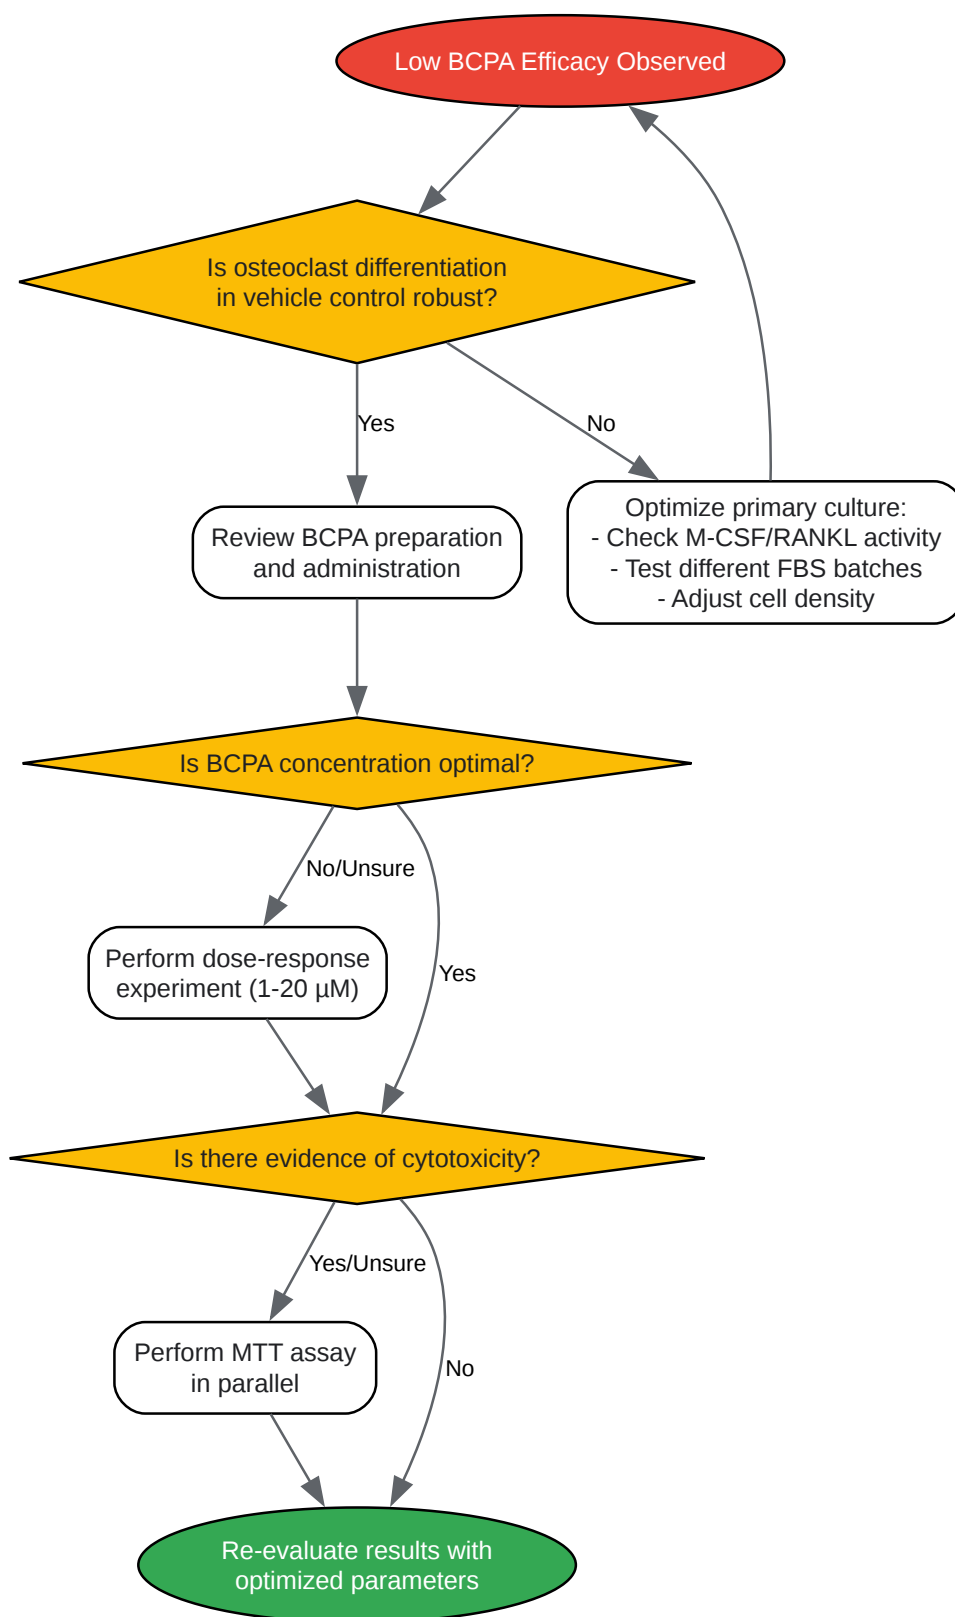 Low BCPA Efficacy Observed
Is osteoclast differentiation
in vehicle control robust?
Yes
No
Review BCPA preparation
and administration
Optimize primary culture:
- Check M-CSF/RANKL activity
- Test different FBS batches
- Adjust cell density
Is BCPA concentration optimal?
No/Unsure
Perform dose-response
experiment (1-20 µM)
Yes
Is there evidence of cytotoxicity?
Yes/Unsure
Perform MTT assay
in parallel
No
Re-evaluate results with
optimized parameters